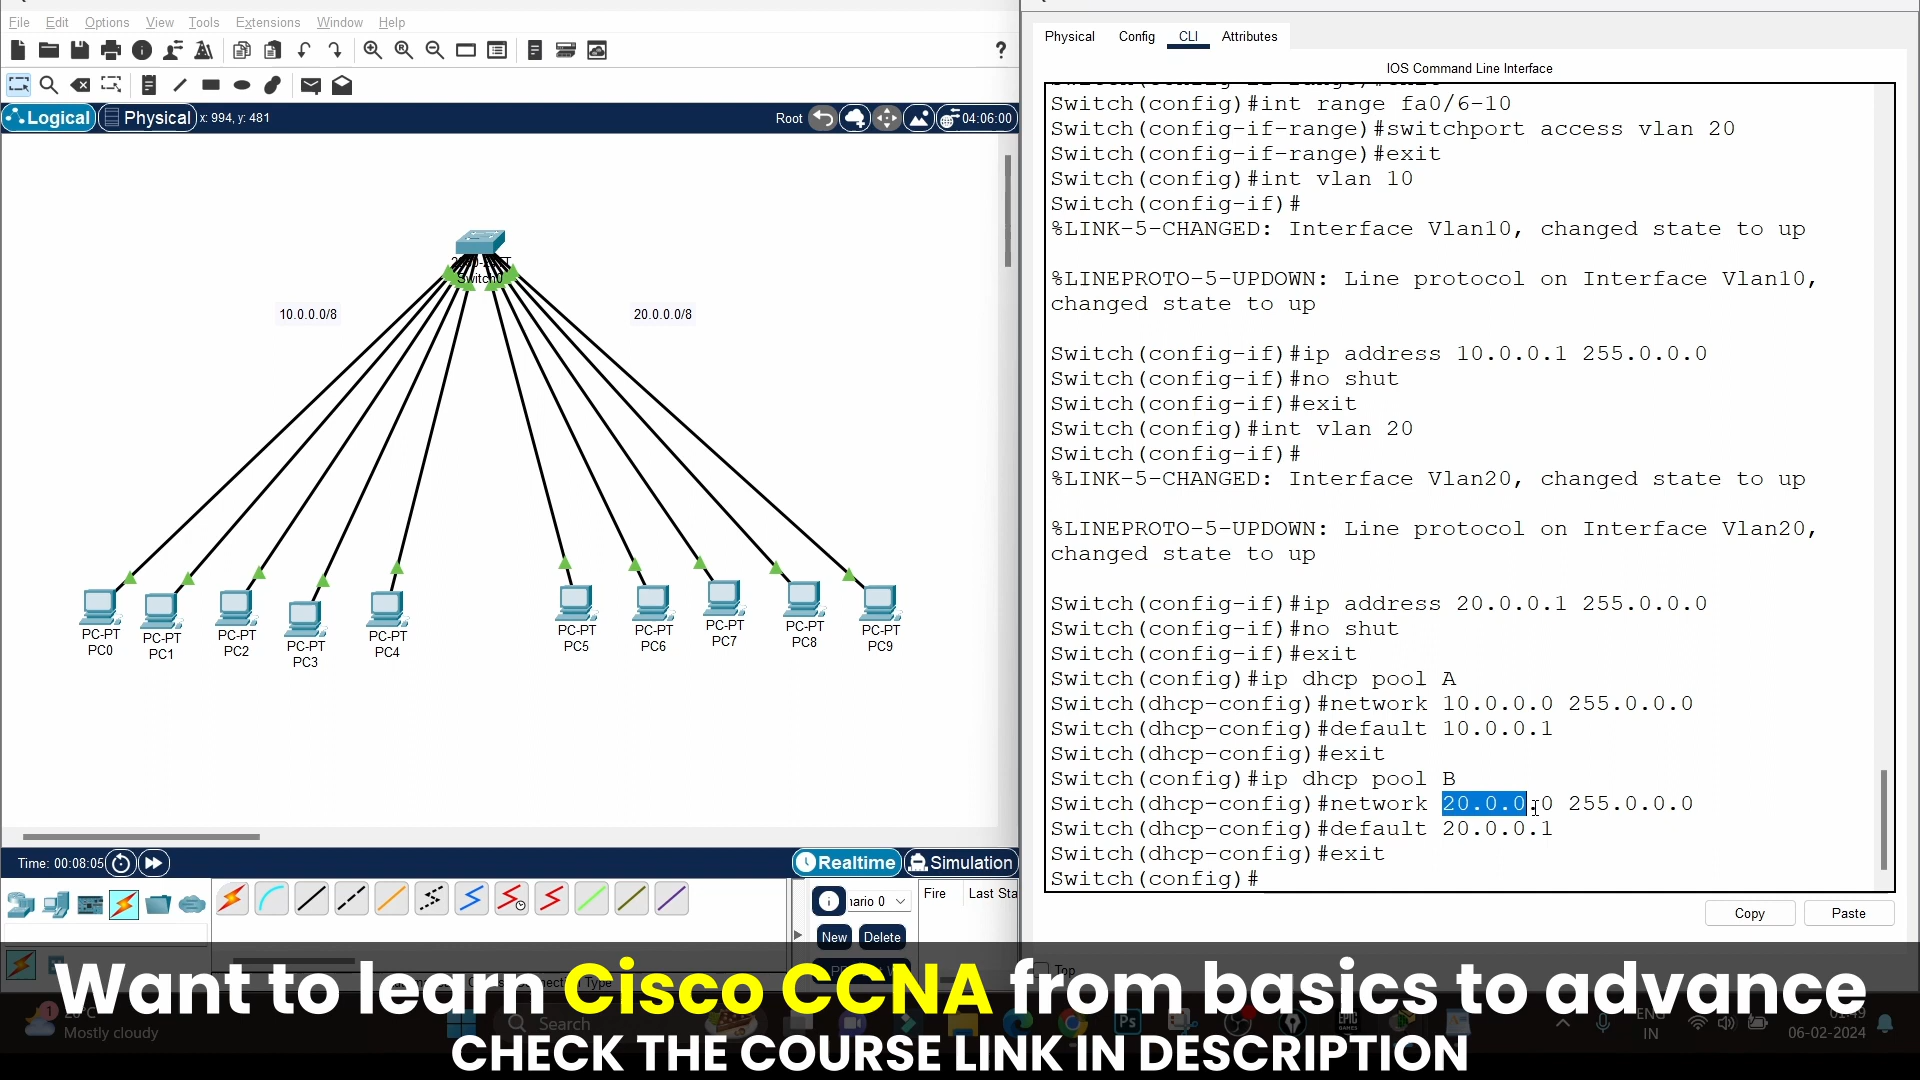 File Edit Options View Tools Extensions Window Help
Logical Physical x: 994, y: 481 Root 04:06:00
Switch0
10.0.0.0/8 20.0.0.0/8
PC-PT PC0
PC-PT PC1
PC-PT PC2
PC-PT PC3
PC-PT PC4
PC-PT PC5
PC-PT PC6
PC-PT PC7
PC-PT PC8
PC-PT PC9
Time: 00:08:05 Realtime Simulation
nario 0 Fire Last Sta
New Delete
Physical Config CLI Attributes
IOS Command Line Interface
Switch(config)#int range fa0/6-10
Switch(config-if-range)#switchport access vlan 20
Switch(config-if-range)#exit
Switch(config)#int vlan 10
Switch(config-if)#
%LINK-5-CHANGED: Interface Vlan10, changed state to up
%LINEPROTO-5-UPDOWN: Line protocol on Interface Vlan10,
changed state to up
Switch(config-if)#ip address 10.0.0.1 255.0.0.0
Switch(config-if)#no shut
Switch(config-if)#exit
Switch(config)#int vlan 20
Switch(config-if)#
%LINK-5-CHANGED: Interface Vlan20, changed state to up
%LINEPROTO-5-UPDOWN: Line protocol on Interface Vlan20,
changed state to up
Switch(config-if)#ip address 20.0.0.1 255.0.0.0
Switch(config-if)#no shut
Switch(config-if)#exit
Switch(config)#ip dhcp pool A
Switch(dhcp-config)#network 10.0.0.0 255.0.0.0
Switch(dhcp-config)#default 10.0.0.1
Switch(dhcp-config)#exit
Switch(config)#ip dhcp pool B
Switch(dhcp-config)#network 20.0.0.0 255.0.0.0
Switch(dhcp-config)#default 20.0.0.1
Switch(dhcp-config)#exit
Switch(config)#
Copy Paste
Top
Want to learn Cisco CCNA from basics to advance
CHECK THE COURSE LINK IN DESCRIPTION
Mostly cloudy
Search
ENG
IN
01:49
06-02-2024